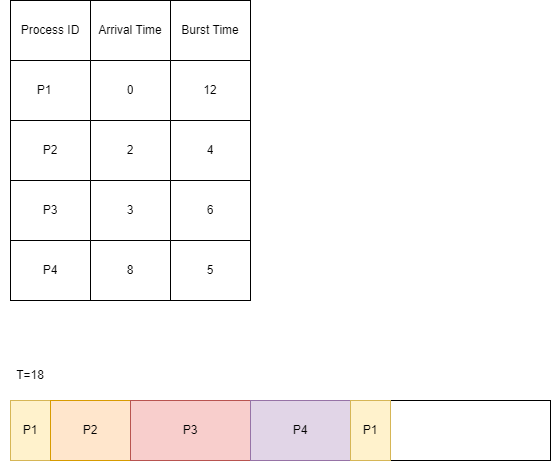 Process ID Arrival Time Burst Time
P1 0 12
P2 2 4
P3 3 6
P4 8 5
T=18
P1 P2 P3 P4 P1